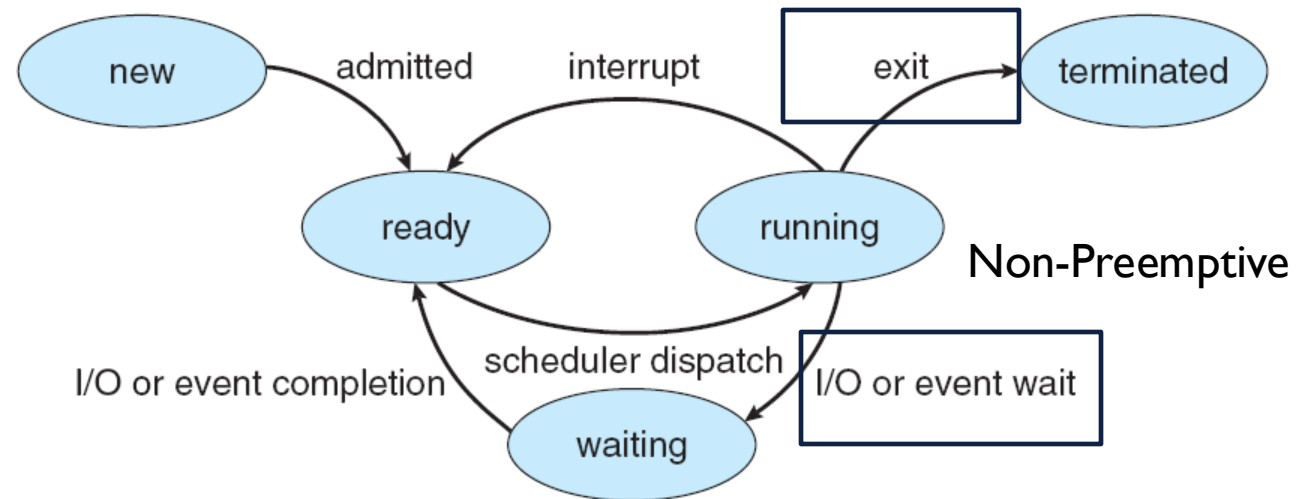 new
admitted
interrupt
exit
terminated
ready
running
Non-Preemptive
scheduler dispatch
I/O or event completion
I/O or event wait
waiting